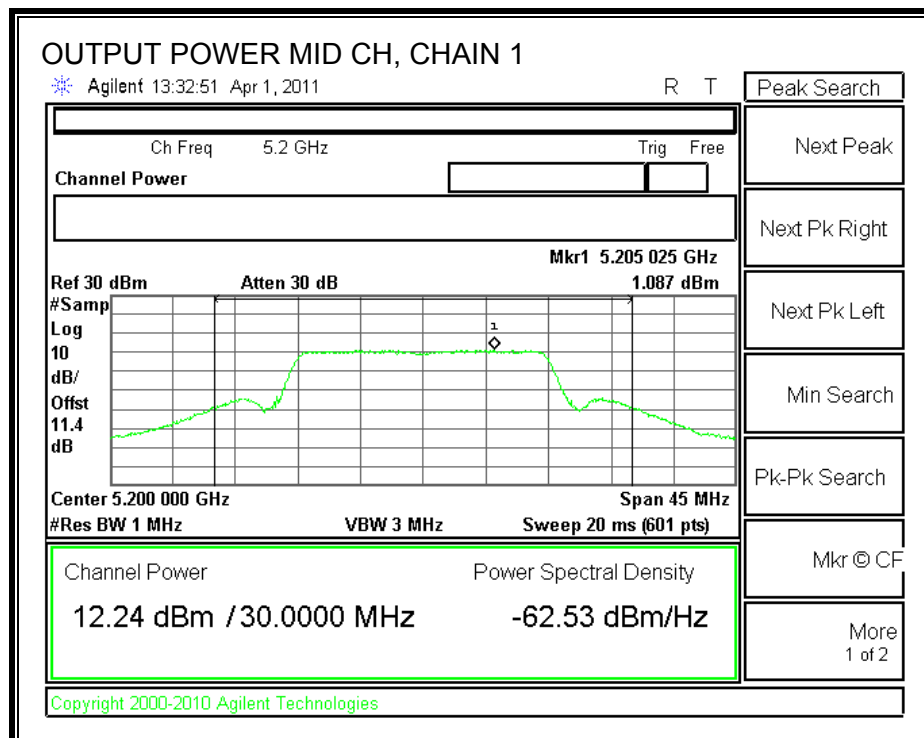 OUTPUT POWER MID CH, CHAIN 1
Agilent 13:32:51 Apr 1, 2011 R T
Peak Search
Ch Freq 5.2 GHz Trig Free
Next Peak
Channel Power
Next Pk Right
Mkr1 5.205 025 GHz
Ref 30 dBm Atten 30 dB 1.087 dBm
#Samp
Log
10
dB/
Offst
11.4
dB
1
Next Pk Left
Min Search
Pk-Pk Search
Center 5.200 000 GHz Span 45 MHz
#Res BW 1 MHz VBW 3 MHz Sweep 20 ms (601 pts)
Mkr © CF
Channel Power Power Spectral Density
12.24 dBm / 30.0000 MHz -62.53 dBm/Hz
More
1 of 2
Copyright 2000-2010 Agilent Technologies